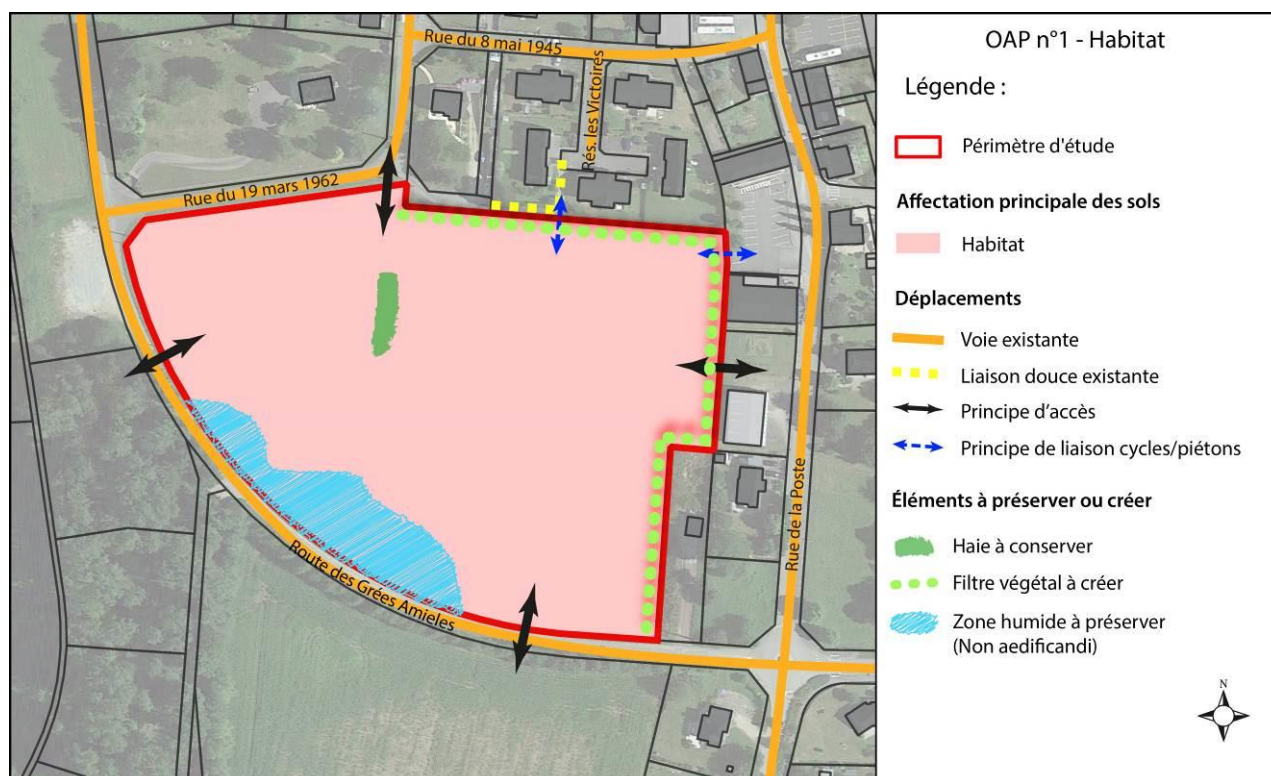 Rue du 8 mai 1945
Rés. les Victoires
Rue du 19 mars 1962
Rue de la Poste
Route des Grées Amieles
OAP n°1 - Habitat
Légende :
Périmètre d'étude
Affectation principale des sols
Habitat
Déplacements
Voie existante
Liaison douce existante
Principe d'accès
Principe de liaison cycles/piétons
Éléments à préserver ou créer
Haie à conserver
Filtre végétal à créer
Zone humide à préserver
(Non aedificandi)
N